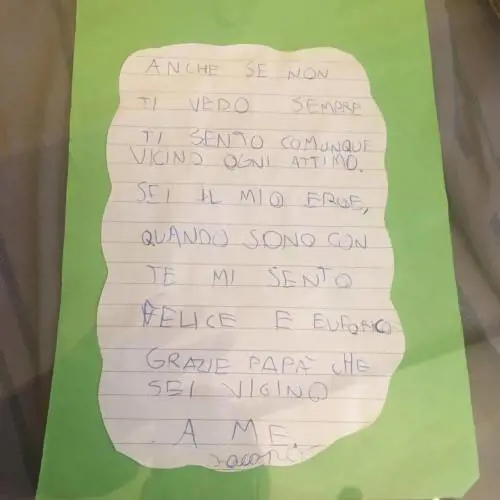 ANCHE SE NON
TI VEDO SEMPRE
TI SENTO COMUNQUE
VICINO OGNI ATTIMO.
SEI IL MIO EROE,
QUANDO SONO CON
TE MI SENTO
FELICE E EUFORICO
GRAZIE PAPÀ CHE
SEI VICINO
A ME.